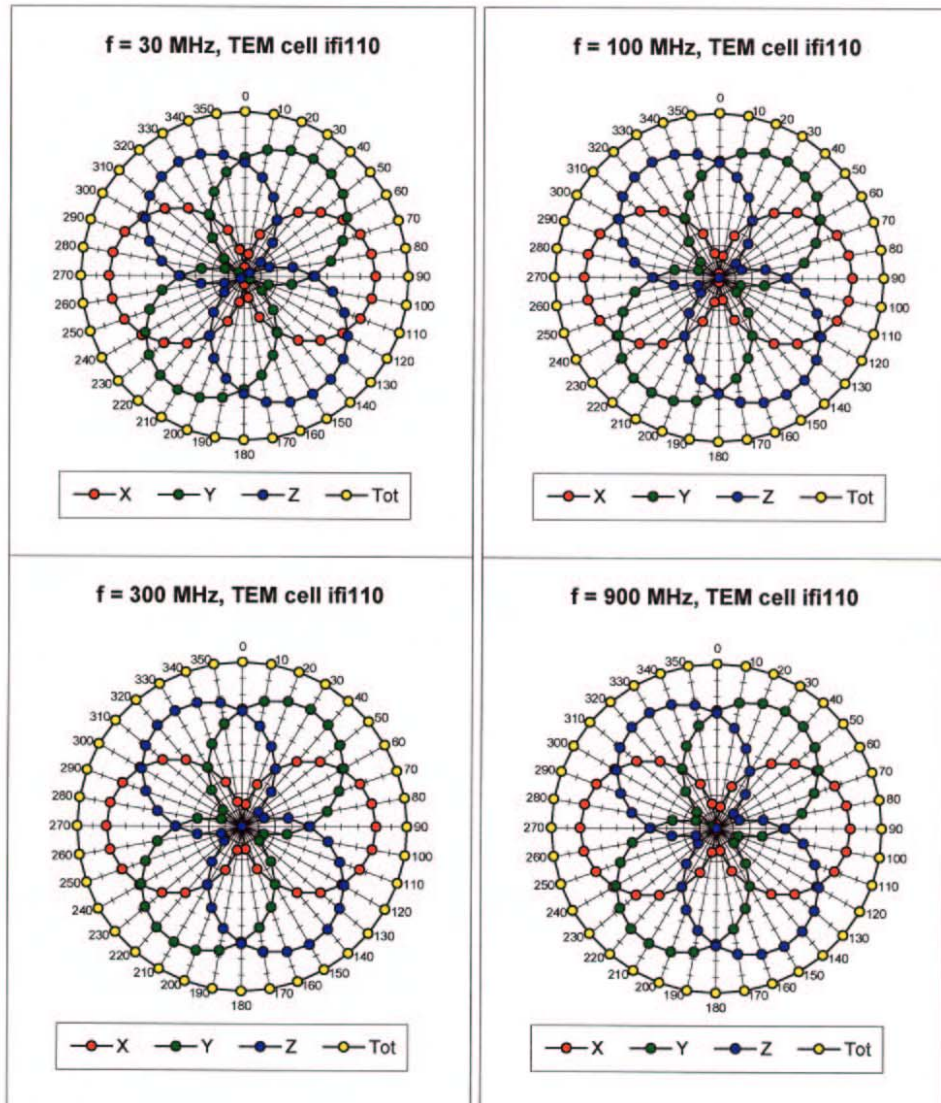 f = 30 MHz, TEM cell ifi110
0 10 20 30 40 50 60 70 80 90 100 110 120 130 140 150 160 170 180 190 200 210 220 230 240 250 260 270 280 290 300 310 320 330 340 350
X Y Z Tot
f = 100 MHz, TEM cell ifi110
0 10 20 30 40 50 60 70 80 90 100 110 120 130 140 150 160 170 180 190 200 210 220 230 240 250 260 270 280 290 300 310 320 330 340 350
X Y Z Tot
f = 300 MHz, TEM cell ifi110
0 10 20 30 40 50 60 70 80 90 100 110 120 130 140 150 160 170 180 190 200 210 220 230 240 250 260 270 280 290 300 310 320 330 340 350
X Y Z Tot
f = 900 MHz, TEM cell ifi110
0 10 20 30 40 50 60 70 80 90 100 110 120 130 140 150 160 170 180 190 200 210 220 230 240 250 260 270 280 290 300 310 320 330 340 350
X Y Z Tot